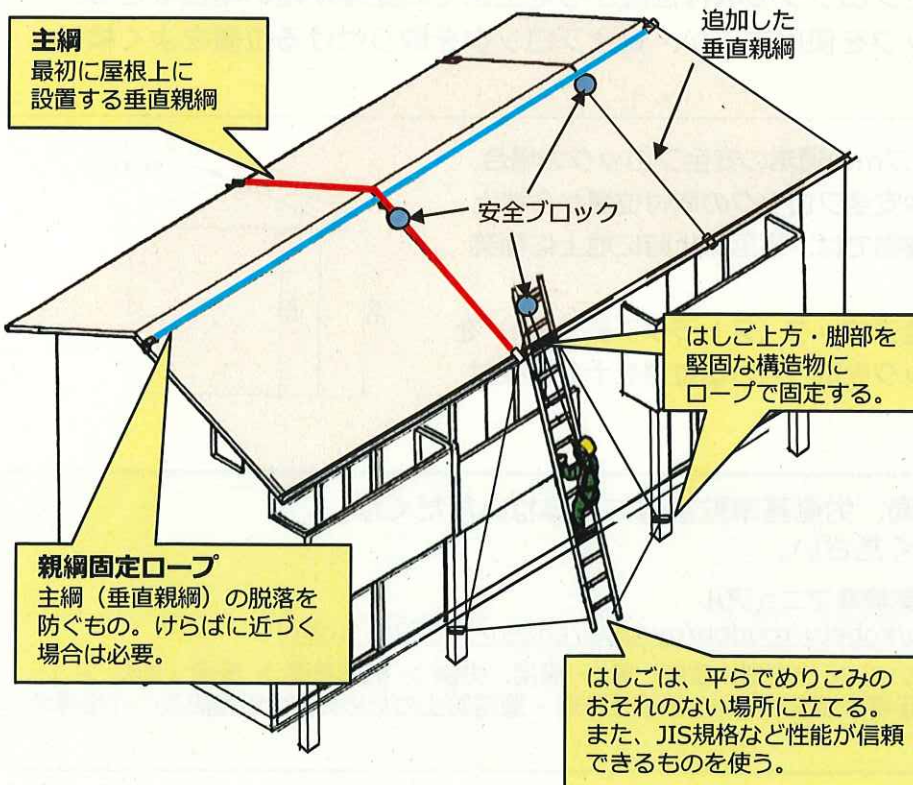 主綱
最初に屋根上に
設置する垂直親綱
追加した
垂直親綱
安全ブロック
はしご上方・脚部を
堅固な構造物に
ロープで固定する。
親綱固定ロープ
主綱(垂直親綱)の脱落を
防ぐもの。けらばに近づく
場合は必要。
はしごは、平らでめりこみの
おそれのない場所に立てる。
また、JIS規格など性能が信頼
できるものを使う。